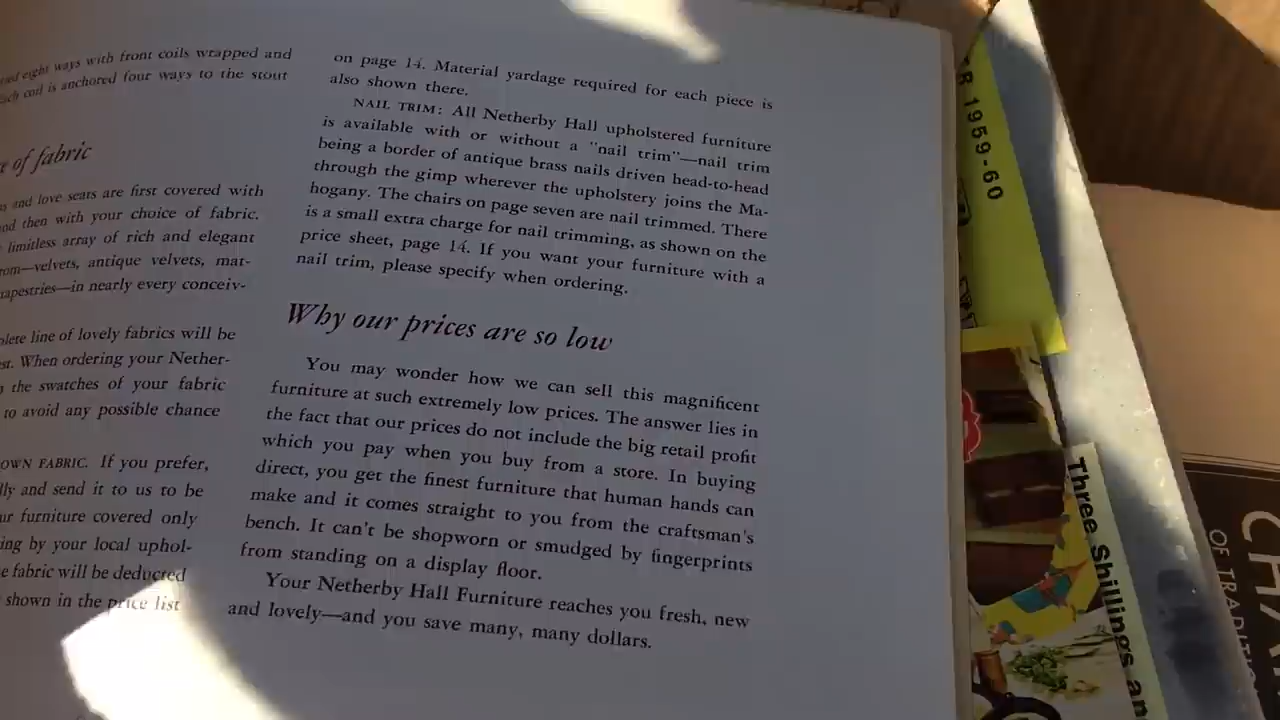 eight ways with front coils wrapped and
each coil is anchored four ways to the stout
of fabric
and love seats are first covered with
and then with your choice of fabric.
limitless array of rich and elegant
from—velvets, antique velvets, mat-
tapestries—in nearly every conceiv-
line of lovely fabrics will be
When ordering your Nether-
the swatches of your fabric
to avoid any possible chance
OWN FABRIC. If you prefer,
and send it to us to be
furniture covered only
by your local uphol-
fabric will be deducted
shown in the price list
on page 14. Material yardage required for each piece is
also shown there.
NAIL TRIM: All Netherby Hall upholstered furniture
is available with or without a "nail trim"—nail trim
being a border of antique brass nails driven head-to-head
through the gimp wherever the upholstery joins the Ma-
hogany. The chairs on page seven are nail trimmed. There
is a small extra charge for nail trimming, as shown on the
price sheet, page 14. If you want your furniture with a
nail trim, please specify when ordering.
Why our prices are so low
You may wonder how we can sell this magnificent
furniture at such extremely low prices. The answer lies in
the fact that our prices do not include the big retail profit
which you pay when you buy from a store. In buying
direct, you get the finest furniture that human hands can
make and it comes straight to you from the craftsman's
bench. It can't be shopworn or smudged by fingerprints
from standing on a display floor.
Your Netherby Hall Furniture reaches you fresh, new
and lovely—and you save many, many dollars.
1959-60
Three Shillings
OF